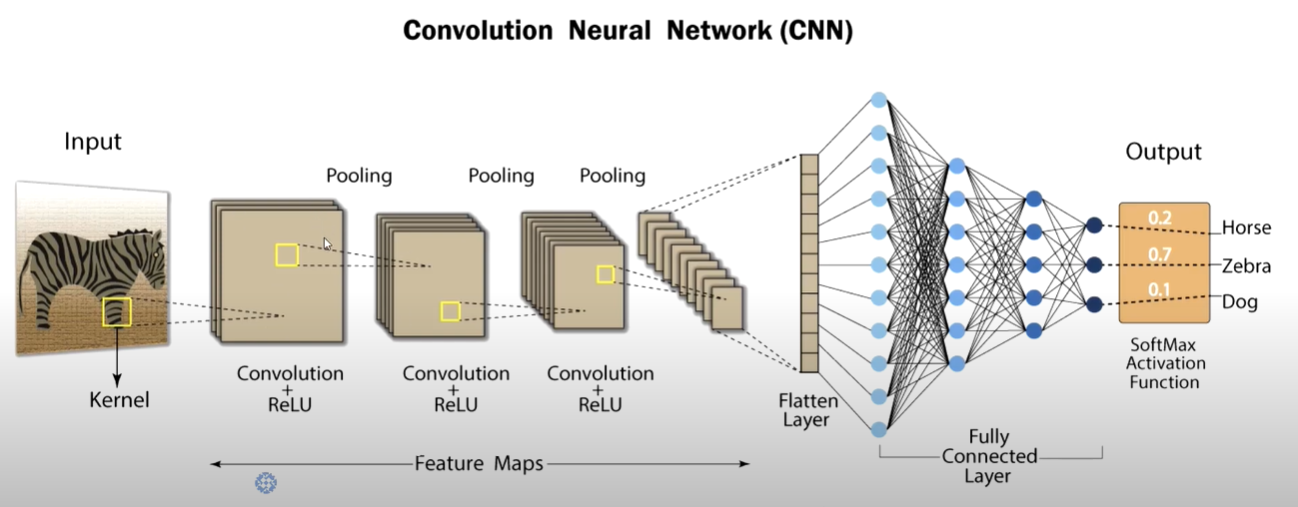 Convolution Neural Network (CNN)
Input
Pooling
Pooling
Pooling
Output
Kernel
Convolution
+
ReLU
Convolution
+
ReLU
Convolution
+
ReLU
Flatten
Layer
0.2
Horse
0.7
Zebra
0.1
Dog
SoftMax
Activation
Function
Feature Maps
Fully
Connected
Layer